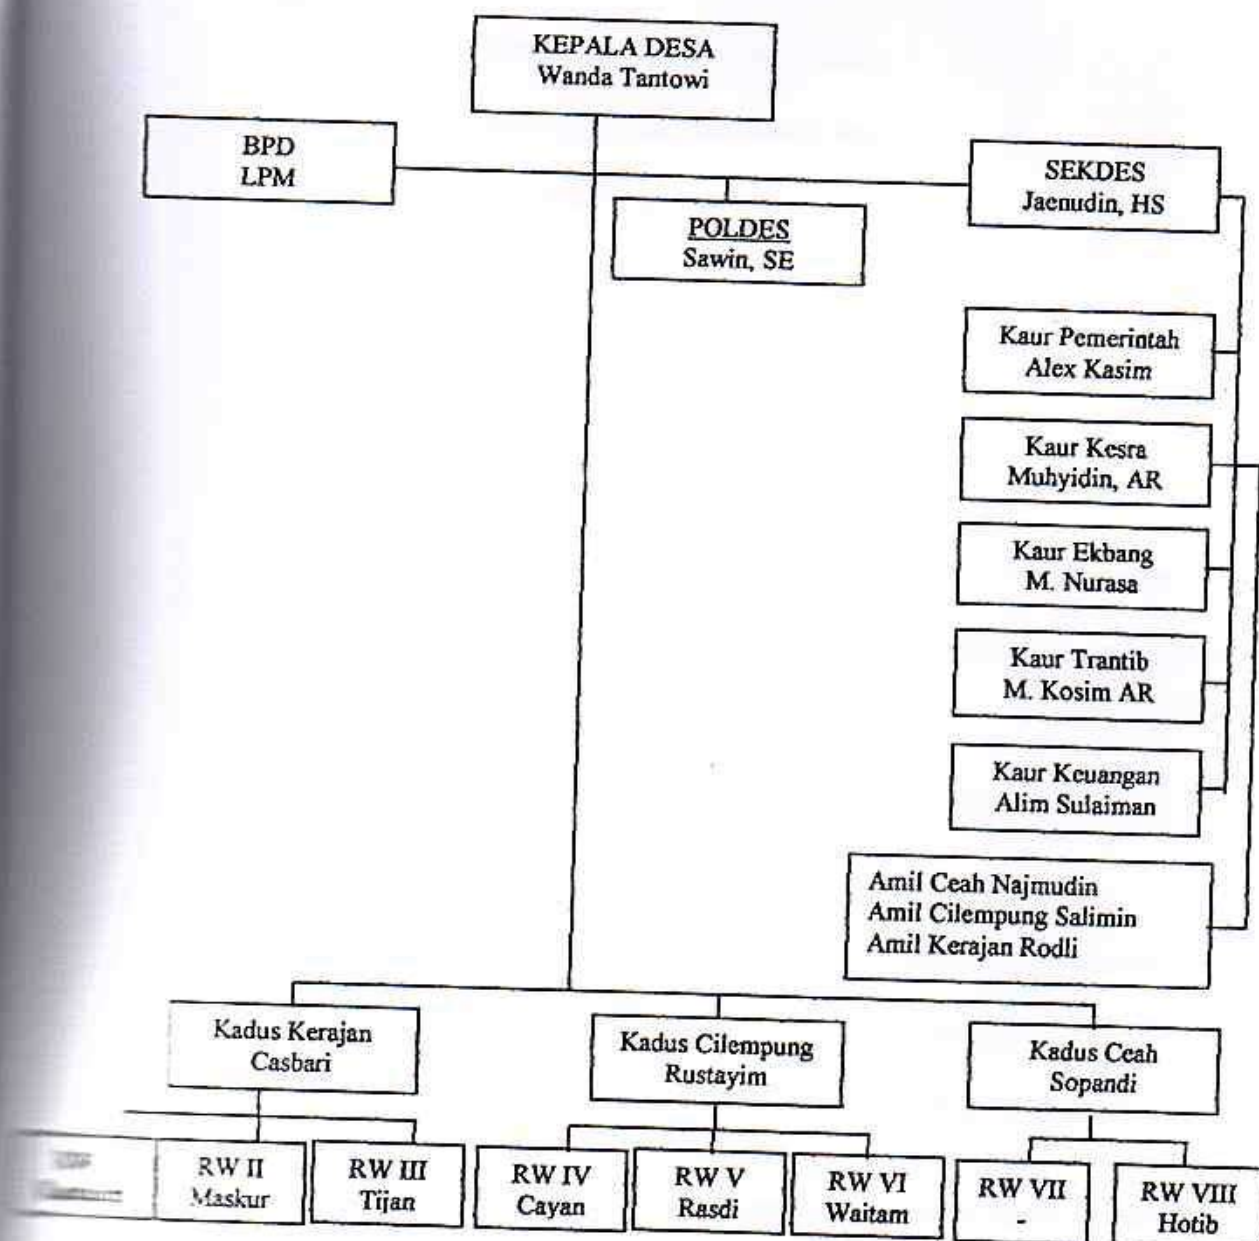 KEPALA DESA
Wanda Tantowi
BPD
LPM
SEKDES
Jaenudin, HS
POLDES
Sawin, SE
Kaur Pemerintah
Alex Kasim
Kaur Kesra
Muhyidin, AR
Kaur Ekbang
M. Nurasa
Kaur Trantib
M. Kosim AR
Kaur Keuangan
Alim Sulaiman
Amil Ceah Najmudin
Amil Cilempung Salimin
Amil Kerajan Rodli
Kadus Kerajan
Casbari
Kadus Cilempung
Rustayim
Kadus Ceah
Sopandi
RW II
Maskur
RW III
Tijan
RW IV
Cayan
RW V
Rasdi
RW VI
Waitam
RW VII
-
RW VIII
Hotib